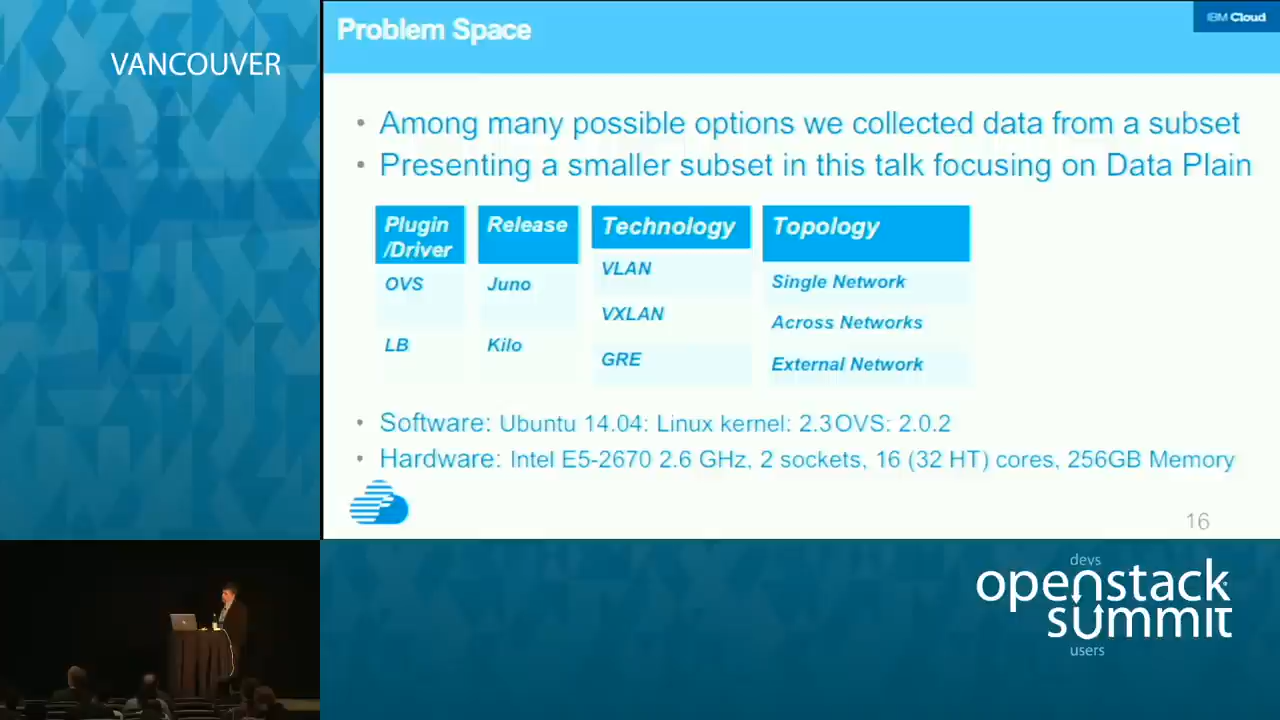 VANCOUVER
Problem Space
IBM Cloud
• Among many possible options we collected data from a subset
• Presenting a smaller subset in this talk focusing on Data Plain
Plugin /Driver
Release
Technology
Topology
OVS
Juno
VLAN
Single Network
VXLAN
Across Networks
LB
Kilo
GRE
External Network
• Software: Ubuntu 14.04: Linux kernel: 2.3OVS: 2.0.2
• Hardware: Intel E5-2670 2.6 GHz, 2 sockets, 16 (32 HT) cores, 256GB Memory
16
devs
openstack
summit
users